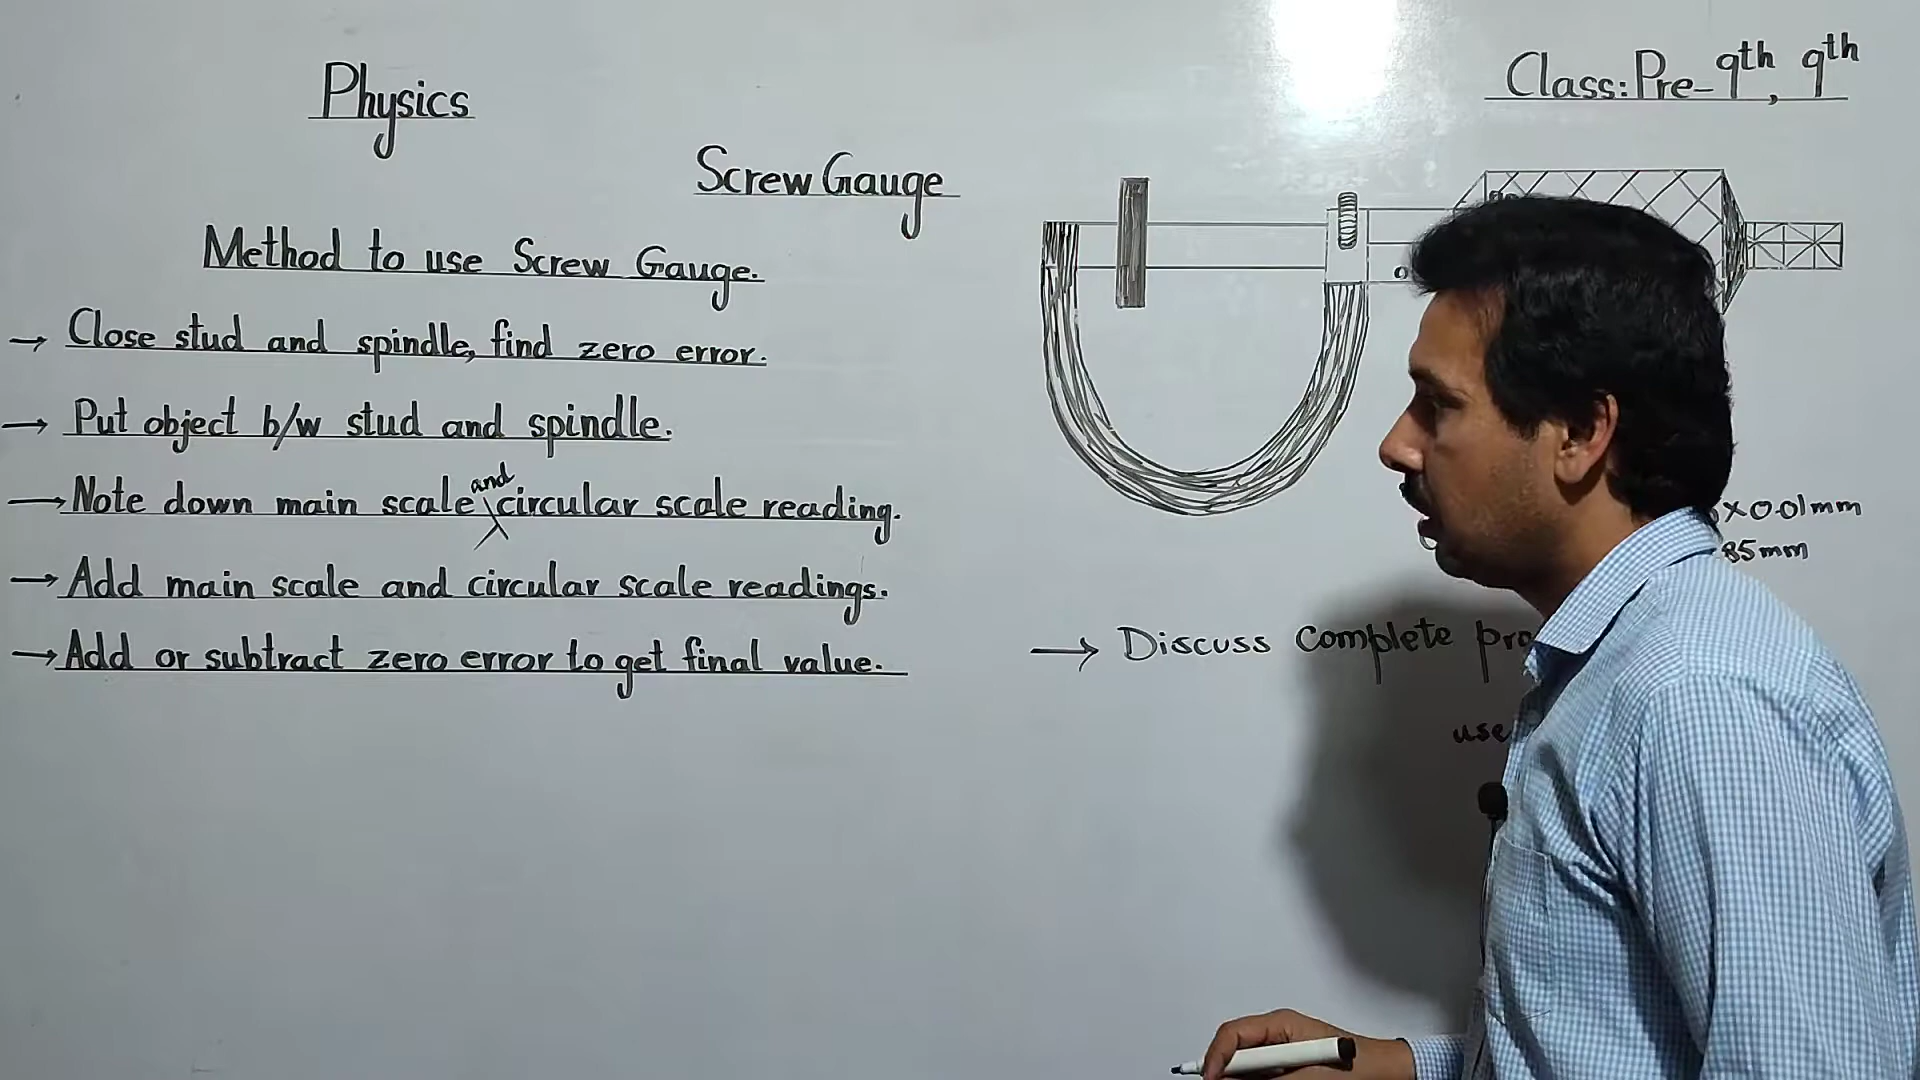 Physics
Class: Pre-9th, 9th
Screw Gauge
Method to use Screw Gauge.
→ Close stud and spindle, find zero error.
→ Put object b/w stud and spindle.
→ Note down main scale and circular scale reading.
→ Add main scale and circular scale readings.
→ Add or subtract zero error to get final value.
0
×0.01mm
85mm
→ Discuss complete
use